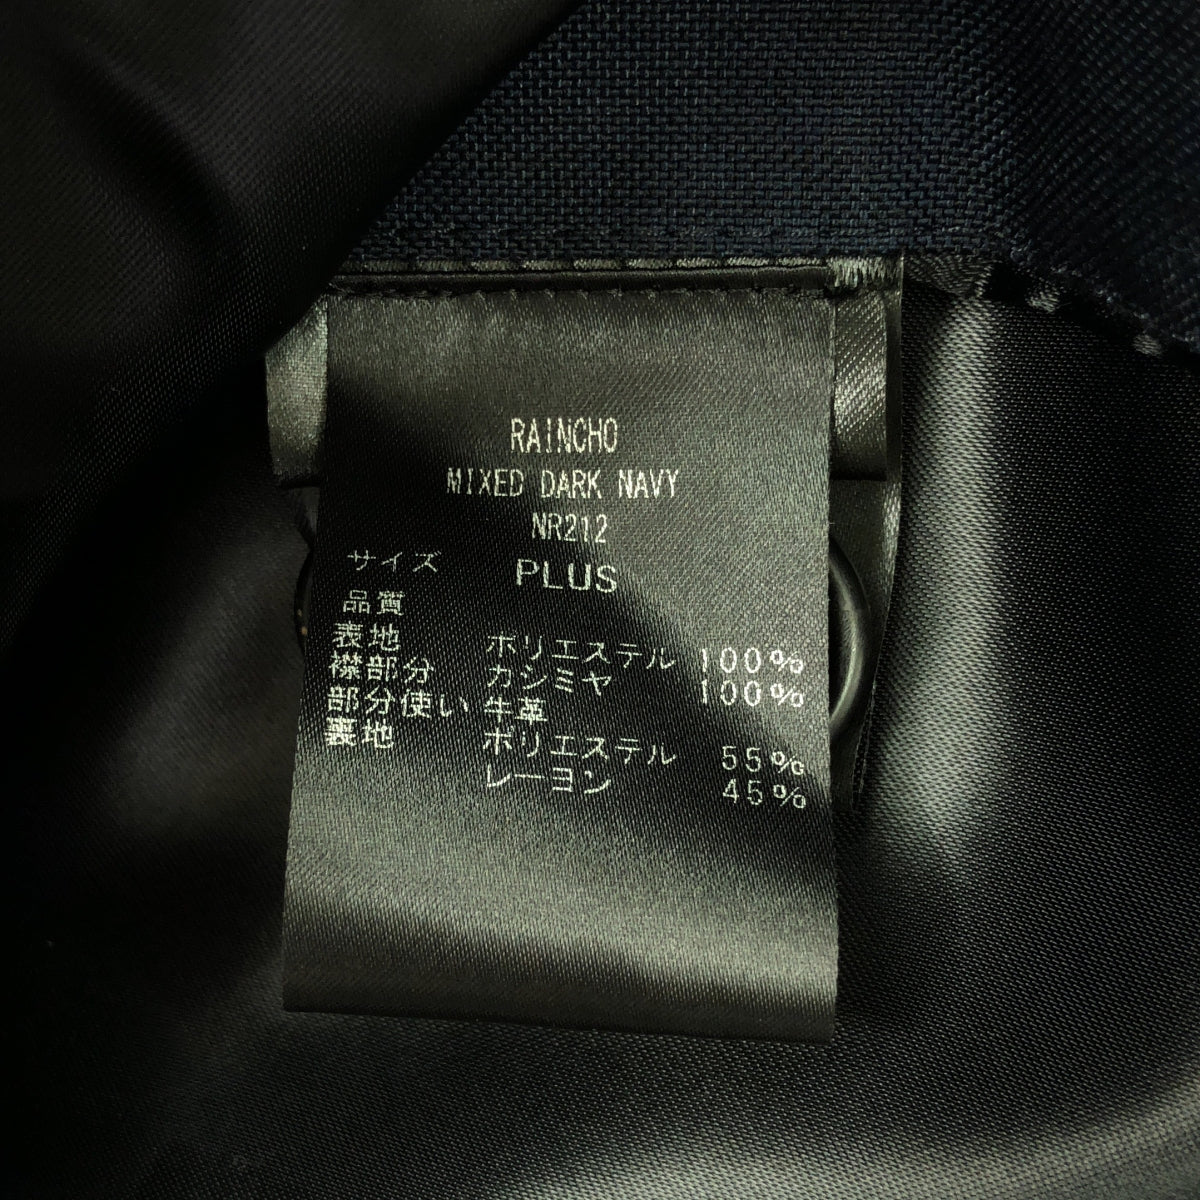 RAINCHO
MIXED DARK NAVY
NR212
サイズ PLUS
品質
表地 ポリエステル 100%
襟部分 カシミヤ 100%
部分使い 牛革
裏地 ポリエステル 55%
レーヨン 45%